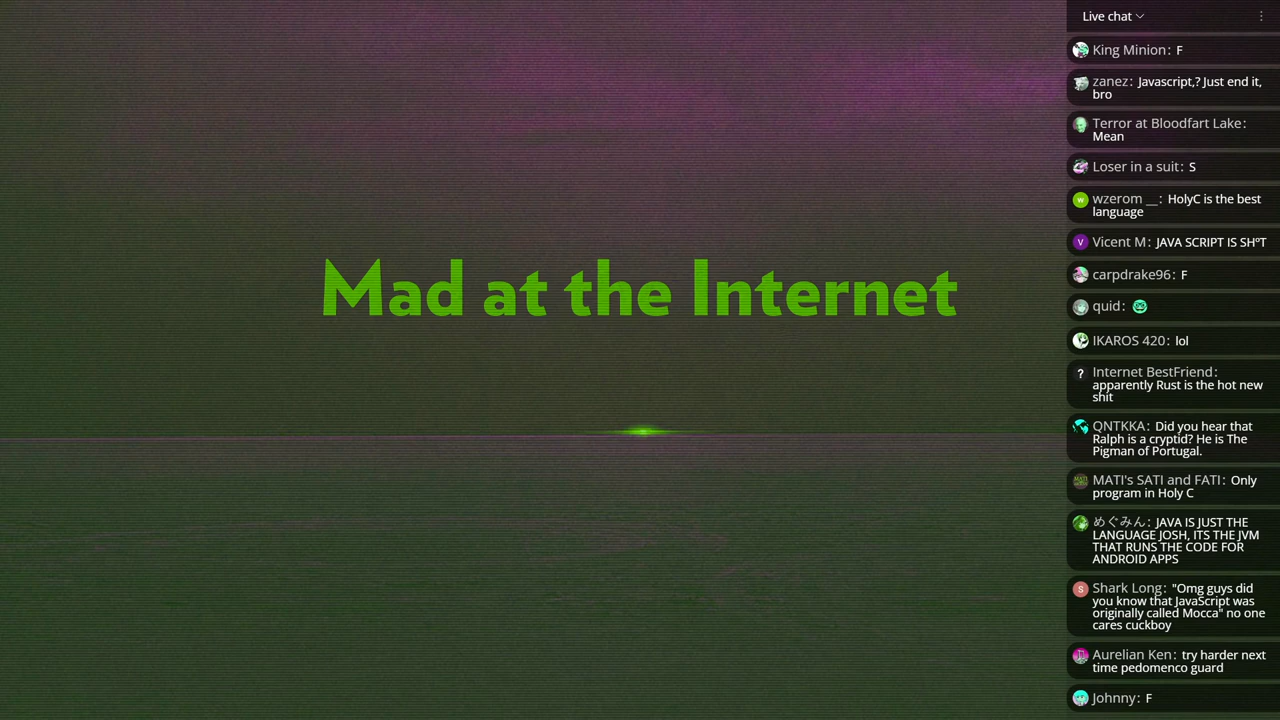 Mad at the Internet
Live chat
King Minion: F
zanez: Javascript,? Just end it,
bro
Terror at Bloodfart Lake:
Mean
Loser in a suit: S
wzerom __: HolyC is the best
language
Vicent M: JAVA SCRIPT IS SHºT
carpdrake96: F
quid:
IKAROS 420: lol
Internet BestFriend:
apparently Rust is the hot new
shit
QNTKKA: Did you hear that
Ralph is a cryptid? He is The
Pigman of Portugal.
MATI's SATI and FATI: Only
program in Holy C
めぐみん: JAVA IS JUST THE
LANGUAGE JOSH, ITS THE JVM
THAT RUNS THE CODE FOR
ANDROID APPS
Shark Long: "Omg guys did
you know that JavaScript was
originally called Mocca" no one
cares cuckboy
Aurelian Ken: try harder next
time pedomenco guard
Johnny: F